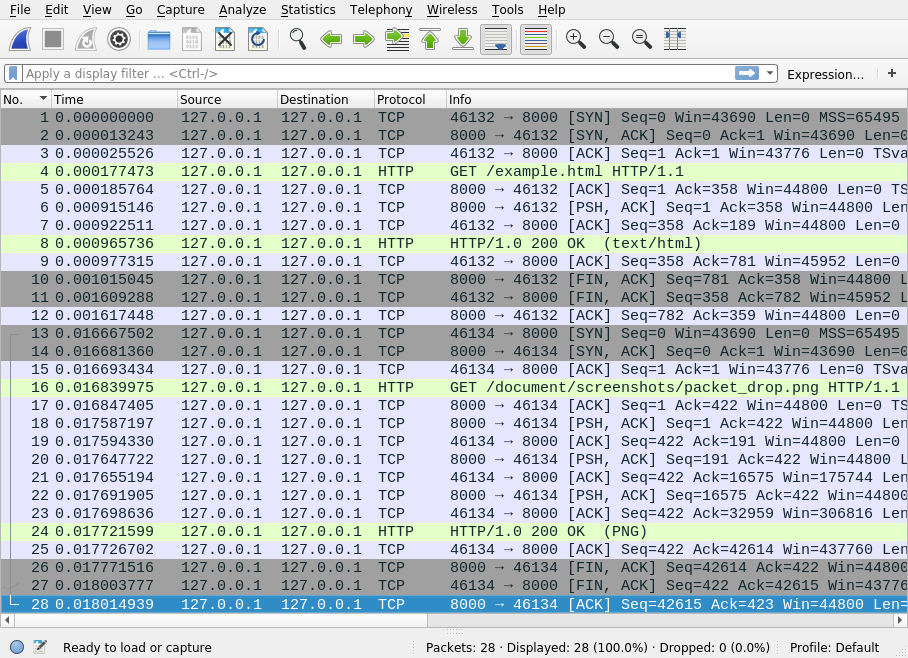 File Edit View Go Capture Analyze Statistics Telephony Wireless Tools Help
Apply a display filter ... <Ctrl-/> Expression... +
No. Time Source Destination Protocol Info
1 0.000000000 127.0.0.1 127.0.0.1 TCP 46132 → 8000 [SYN] Seq=0 Win=43690 Len=0 MSS=65495
2 0.000013243 127.0.0.1 127.0.0.1 TCP 8000 → 46132 [SYN, ACK] Seq=0 Ack=1 Win=43690 Len=0
3 0.000025526 127.0.0.1 127.0.0.1 TCP 46132 → 8000 [ACK] Seq=1 Ack=1 Win=43776 Len=0 TSva
4 0.000177473 127.0.0.1 127.0.0.1 HTTP GET /example.html HTTP/1.1
5 0.000185764 127.0.0.1 127.0.0.1 TCP 8000 → 46132 [ACK] Seq=1 Ack=358 Win=44800 Len=0 TS
6 0.000915146 127.0.0.1 127.0.0.1 TCP 8000 → 46132 [PSH, ACK] Seq=1 Ack=358 Win=44800 Len
7 0.000922511 127.0.0.1 127.0.0.1 TCP 46132 → 8000 [ACK] Seq=358 Ack=189 Win=44800 Len=0
8 0.000965736 127.0.0.1 127.0.0.1 HTTP HTTP/1.0 200 OK (text/html)
9 0.000977315 127.0.0.1 127.0.0.1 TCP 46132 → 8000 [ACK] Seq=358 Ack=781 Win=45952 Len=0
10 0.001015045 127.0.0.1 127.0.0.1 TCP 8000 → 46132 [FIN, ACK] Seq=781 Ack=358 Win=44800 L
11 0.001609288 127.0.0.1 127.0.0.1 TCP 46132 → 8000 [FIN, ACK] Seq=358 Ack=782 Win=45952 L
12 0.001617448 127.0.0.1 127.0.0.1 TCP 8000 → 46132 [ACK] Seq=782 Ack=359 Win=44800 Len=0
13 0.016667502 127.0.0.1 127.0.0.1 TCP 46134 → 8000 [SYN] Seq=0 Win=43690 Len=0 MSS=65495
14 0.016681360 127.0.0.1 127.0.0.1 TCP 8000 → 46134 [SYN, ACK] Seq=0 Ack=1 Win=43690 Len=0
15 0.016693434 127.0.0.1 127.0.0.1 TCP 46134 → 8000 [ACK] Seq=1 Ack=1 Win=43776 Len=0 TSva
16 0.016839975 127.0.0.1 127.0.0.1 HTTP GET /document/screenshots/packet_drop.png HTTP/1.1
17 0.016847405 127.0.0.1 127.0.0.1 TCP 8000 → 46134 [ACK] Seq=1 Ack=422 Win=44800 Len=0 TS
18 0.017587197 127.0.0.1 127.0.0.1 TCP 8000 → 46134 [PSH, ACK] Seq=1 Ack=422 Win=44800 Len
19 0.017594330 127.0.0.1 127.0.0.1 TCP 46134 → 8000 [ACK] Seq=422 Ack=191 Win=44800 Len=0
20 0.017647722 127.0.0.1 127.0.0.1 TCP 8000 → 46134 [PSH, ACK] Seq=191 Ack=422 Win=44800 L
21 0.017655194 127.0.0.1 127.0.0.1 TCP 46134 → 8000 [ACK] Seq=422 Ack=16575 Win=175744 Len
22 0.017691905 127.0.0.1 127.0.0.1 TCP 8000 → 46134 [PSH, ACK] Seq=16575 Ack=422 Win=44800
23 0.017698636 127.0.0.1 127.0.0.1 TCP 46134 → 8000 [ACK] Seq=422 Ack=32959 Win=306816 Len
24 0.017721599 127.0.0.1 127.0.0.1 HTTP HTTP/1.0 200 OK (PNG)
25 0.017726702 127.0.0.1 127.0.0.1 TCP 46134 → 8000 [ACK] Seq=422 Ack=42614 Win=437760 Len
26 0.017771516 127.0.0.1 127.0.0.1 TCP 8000 → 46134 [FIN, ACK] Seq=42614 Ack=422 Win=44800
27 0.018003777 127.0.0.1 127.0.0.1 TCP 46134 → 8000 [FIN, ACK] Seq=422 Ack=42615 Win=43776
28 0.018014939 127.0.0.1 127.0.0.1 TCP 8000 → 46134 [ACK] Seq=42615 Ack=423 Win=44800 Len=
Ready to load or capture Packets: 28 · Displayed: 28 (100.0%) · Dropped: 0 (0.0%) Profile: Default